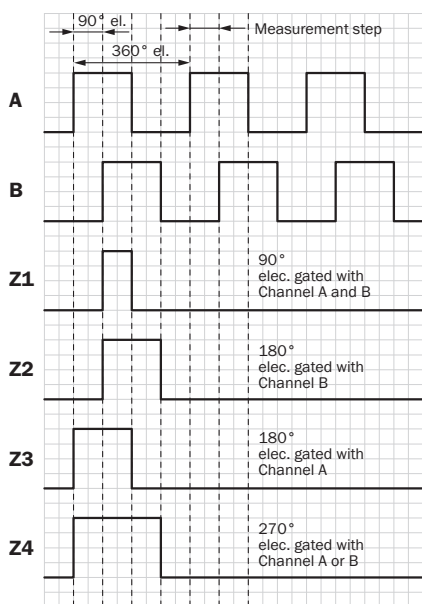 90° el.
Measurement step
360° el.
A
B
Z1
90°
elec. gated with
Channel A and B
Z2
180°
elec. gated with
Channel B
Z3
180°
elec. gated with
Channel A
Z4
270°
elec. gated with
Channel A or B